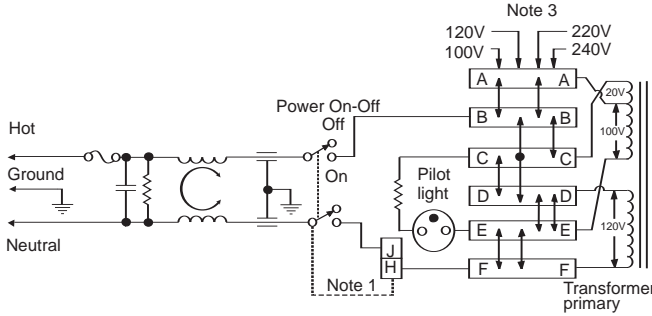 Note 3
120V 220V
100V 240V
A A
20V
Power On-Off
Off
B B
100V
Hot
C C
Ground
On
Pilot
light
D D
E E
120V
Neutral
J
H
F F
Note 1
Transformer
primary